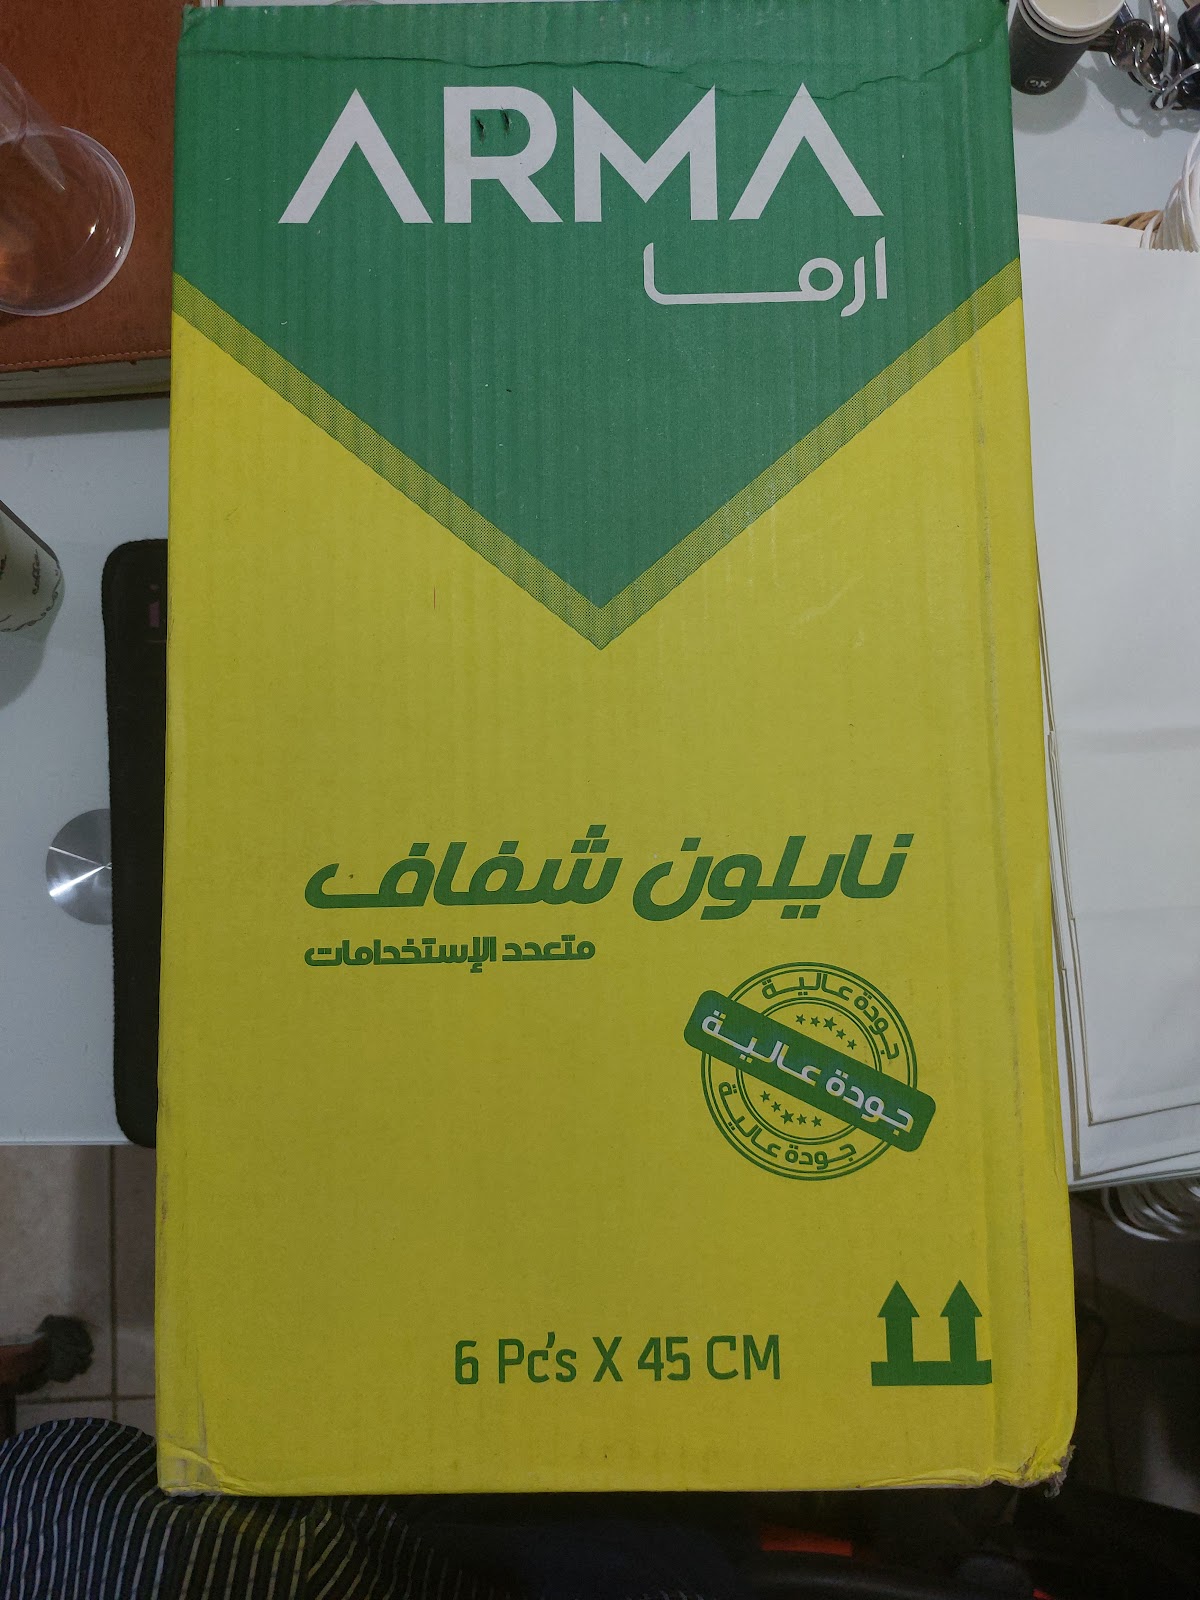 ARMA
ارما
نايلون شفاف
متعدد الإستخدامات
جودة عالية
جودة عالية
جودة عالية
6 Pc's X 45 CM